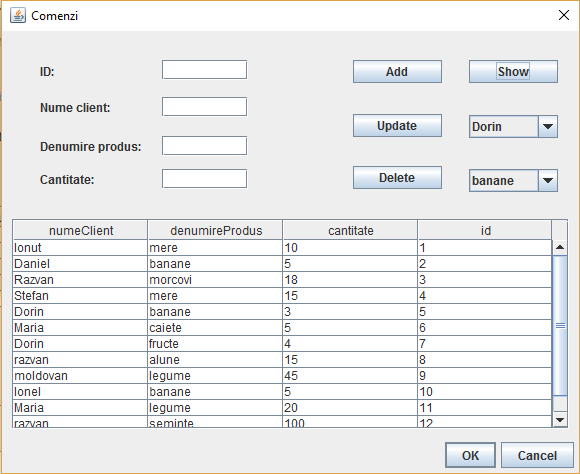 Comenzi
ID: Add Show
Nume client:
Update Dorin
Denumire produs:
Cantitate: Delete banane
numeClient denumireProdus cantitate id
Ionut mere 10 1
Daniel banane 5 2
Razvan morcovi 18 3
Stefan mere 15 4
Dorin banane 3 5
Maria caiete 5 6
Dorin fructe 4 7
razvan alune 15 8
moldovan legume 45 9
Ionel banane 5 10
Maria legume 20 11
razvan seminte 100 12
OK Cancel